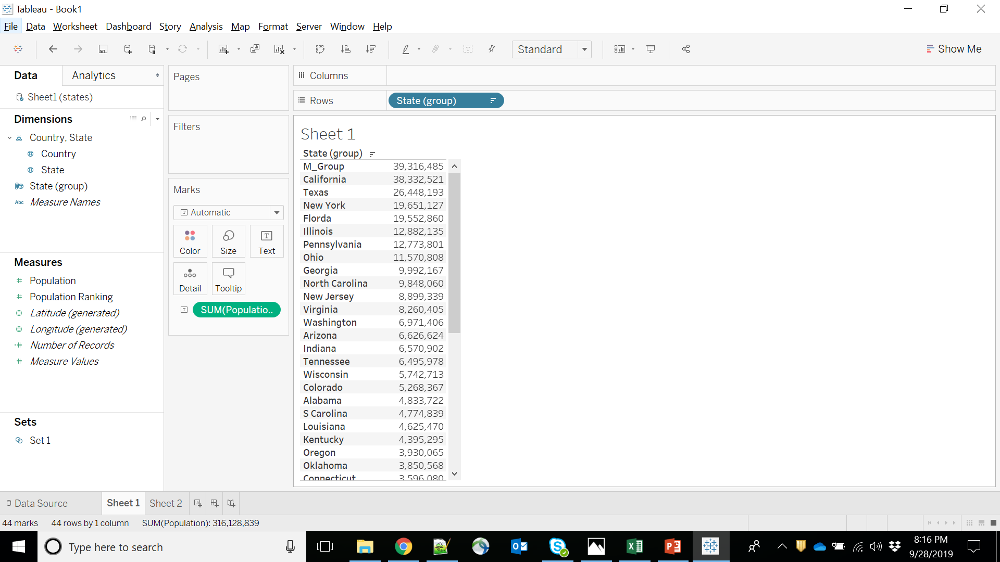 Tableau - Book1
File Data Worksheet Dashboard Story Analysis Map Format Server Window Help
Standard
Show Me
Data
Analytics
Sheet1 (states)
Dimensions
Country, State
Country
State
State (group)
Abc Measure Names
Measures
Population
Population Ranking
Latitude (generated)
Longitude (generated)
Number of Records
Measure Values
Sets
Set 1
Pages
Filters
Marks
Automatic
Color Size Text
Detail Tooltip
SUM(Populatio..
Columns
Rows State (group)
Sheet 1
State (group)
M_Group 39,316,485
California 38,332,521
Texas 26,448,193
New York 19,651,127
Florda 19,552,860
Illinois 12,882,135
Pennsylvania 12,773,801
Ohio 11,570,808
Georgia 9,992,167
North Carolina 9,848,060
New Jersey 8,899,339
Virginia 8,260,405
Washington 6,971,406
Arizona 6,626,624
Indiana 6,570,902
Tennessee 6,495,978
Wisconsin 5,742,713
Colorado 5,268,367
Alabama 4,833,722
S Carolina 4,774,839
Louisiana 4,625,470
Kentucky 4,395,295
Oregon 3,930,065
Oklahoma 3,850,568
Connecticut 3,596,080
Data Source Sheet 1 Sheet 2
44 marks 44 rows by 1 column SUM(Population): 316,128,839
Type here to search
8:16 PM
9/28/2019